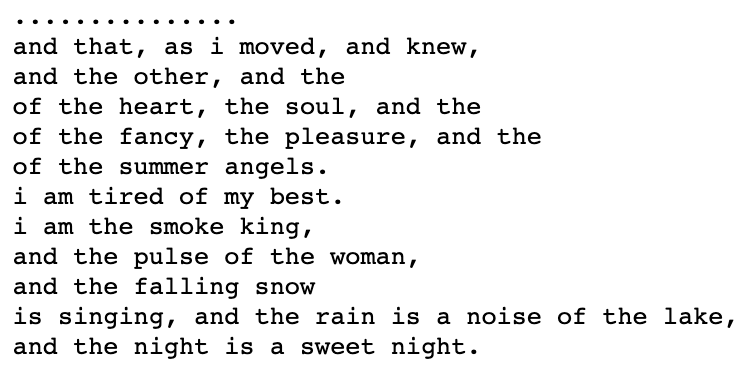 ...............
and that, as i moved, and knew,
and the other, and the
of the heart, the soul, and the
of the fancy, the pleasure, and the
of the summer angels.
i am tired of my best.
i am the smoke king,
and the pulse of the woman,
and the falling snow
is singing, and the rain is a noise of the lake,
and the night is a sweet night.